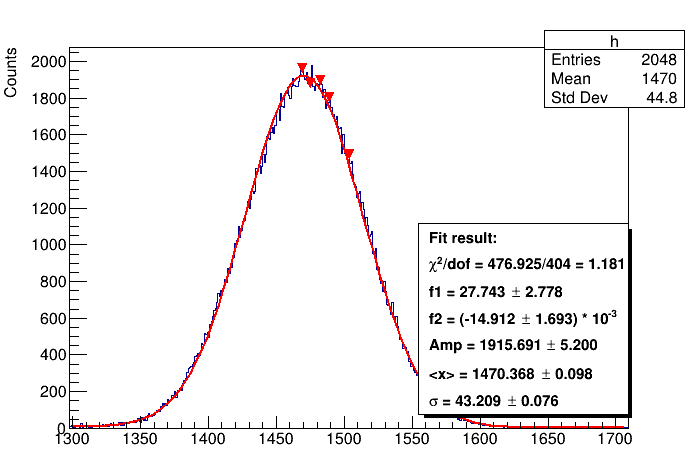 h
Entries 2048
Mean 1470
Std Dev 44.8
Counts
2000
1800
1600
1400
1200
1000
800
600
400
200
0
Fit result:
χ²/dof = 476.925/404 = 1.181
f1 = 27.743 ± 2.778
f2 = (-14.912 ± 1.693) * 10⁻³
Amp = 1915.691 ± 5.200
<x> = 1470.368 ± 0.098
σ = 43.209 ± 0.076
1300 1350 1400 1450 1500 1550 1600 1650 1700